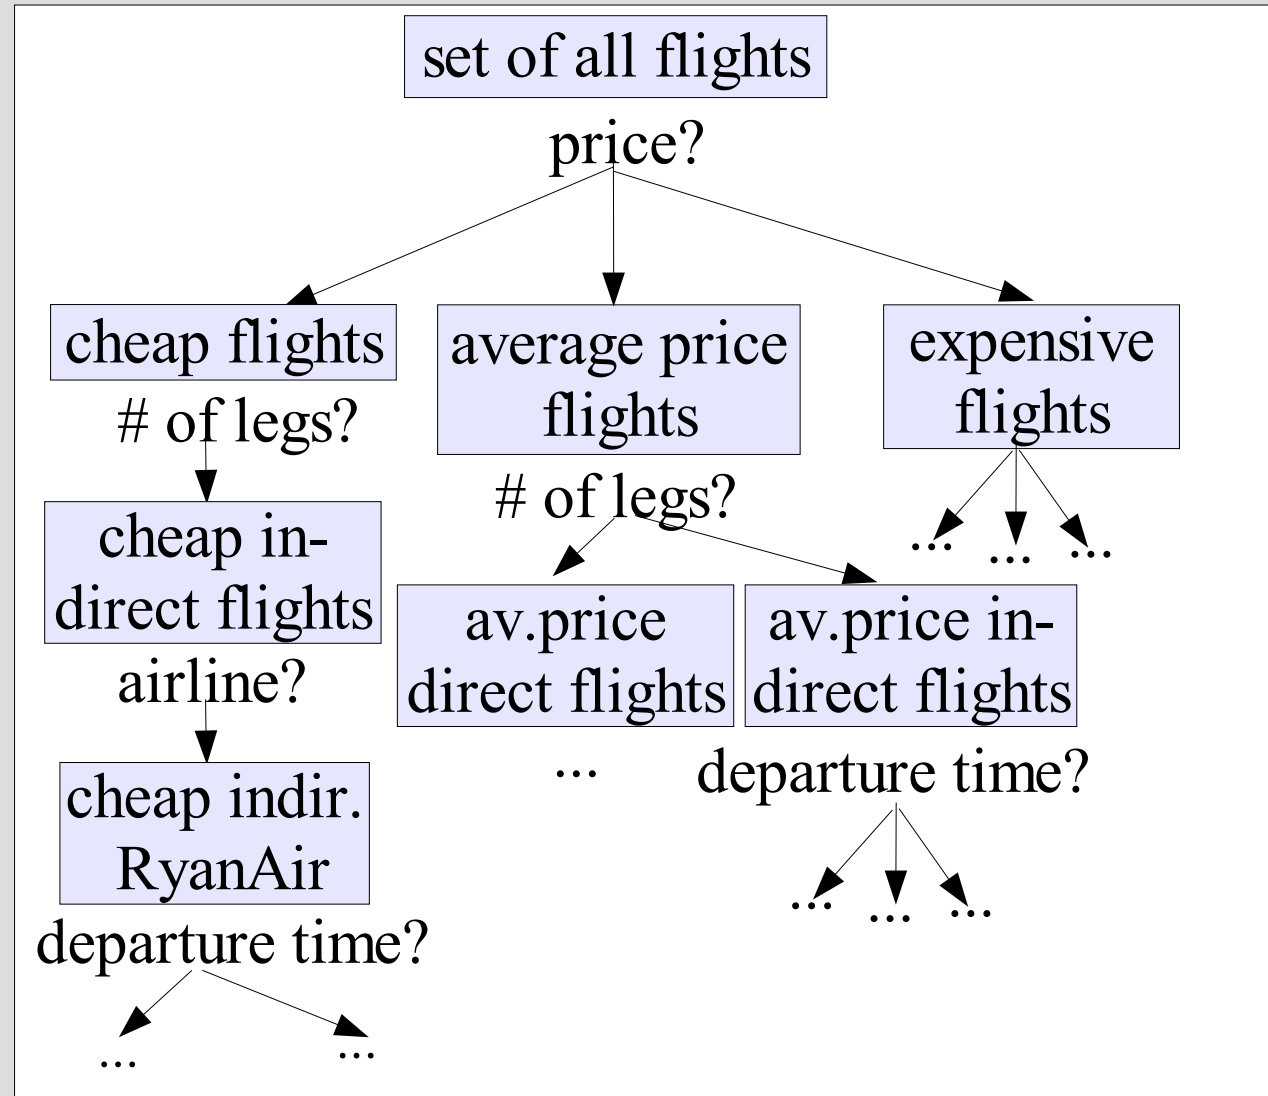 set of all flights
price?
cheap flights
average price
flights
expensive
flights
# of legs?
# of legs?
...
...
...
cheap in-
direct flights
av.price
direct flights
av.price in-
direct flights
airline?
...
departure time?
cheap indir.
RyanAir
...
...
...
departure time?
...
...